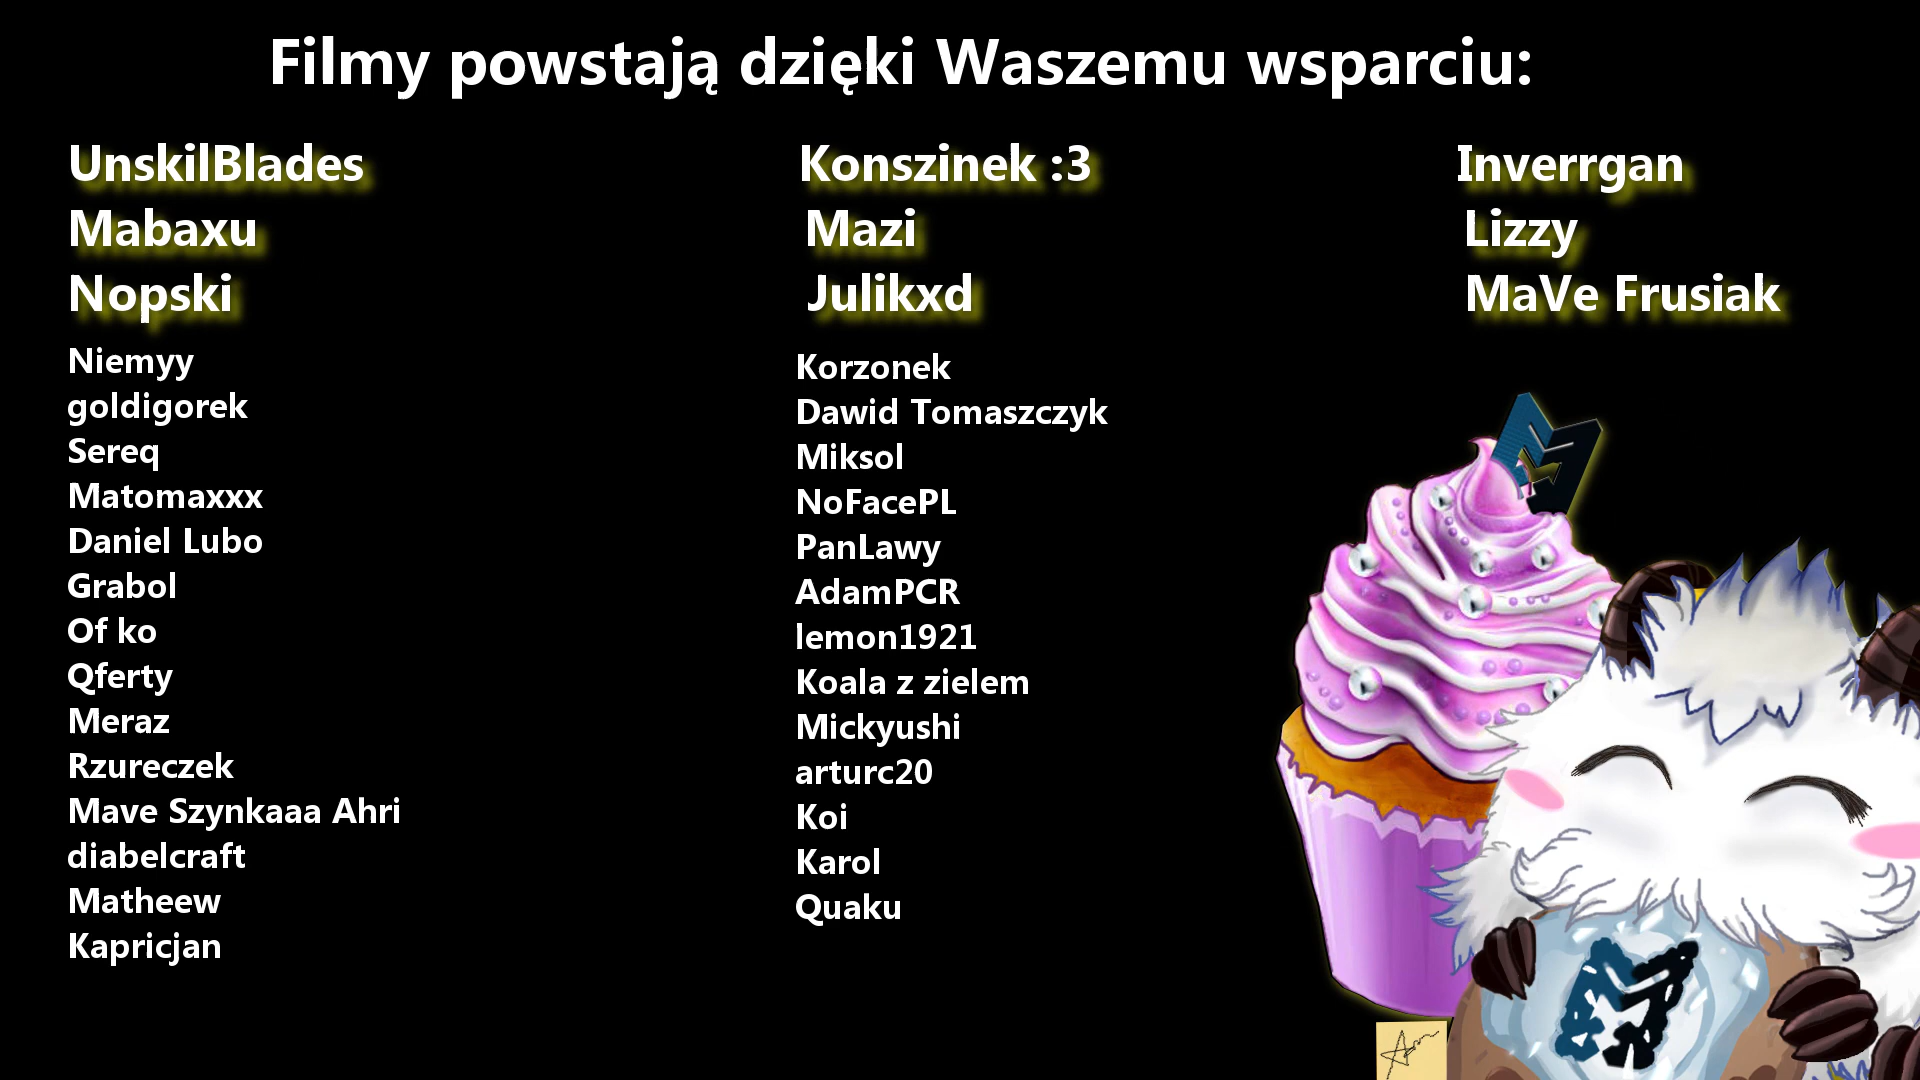 Filmy powstają dzięki Waszemu wsparciu:
UnskilBlades
Mabaxu
Nopski
Niemyy
goldigorek
Sereq
Matomaxxx
Daniel Lubo
Grabol
Of ko
Qferty
Meraz
Rzureczek
Mave Szynkaaa Ahri
diabelcraft
Matheew
Kapricjan
Konszinek :3
Mazi
Julikxd
Korzonek
Dawid Tomaszczyk
Miksol
NoFacePL
PanLawy
AdamPCR
lemon1921
Koala z zielem
Mickyushi
arturc20
Koi
Karol
Quaku
Inverrgan
Lizzy
MaVe Frusiak